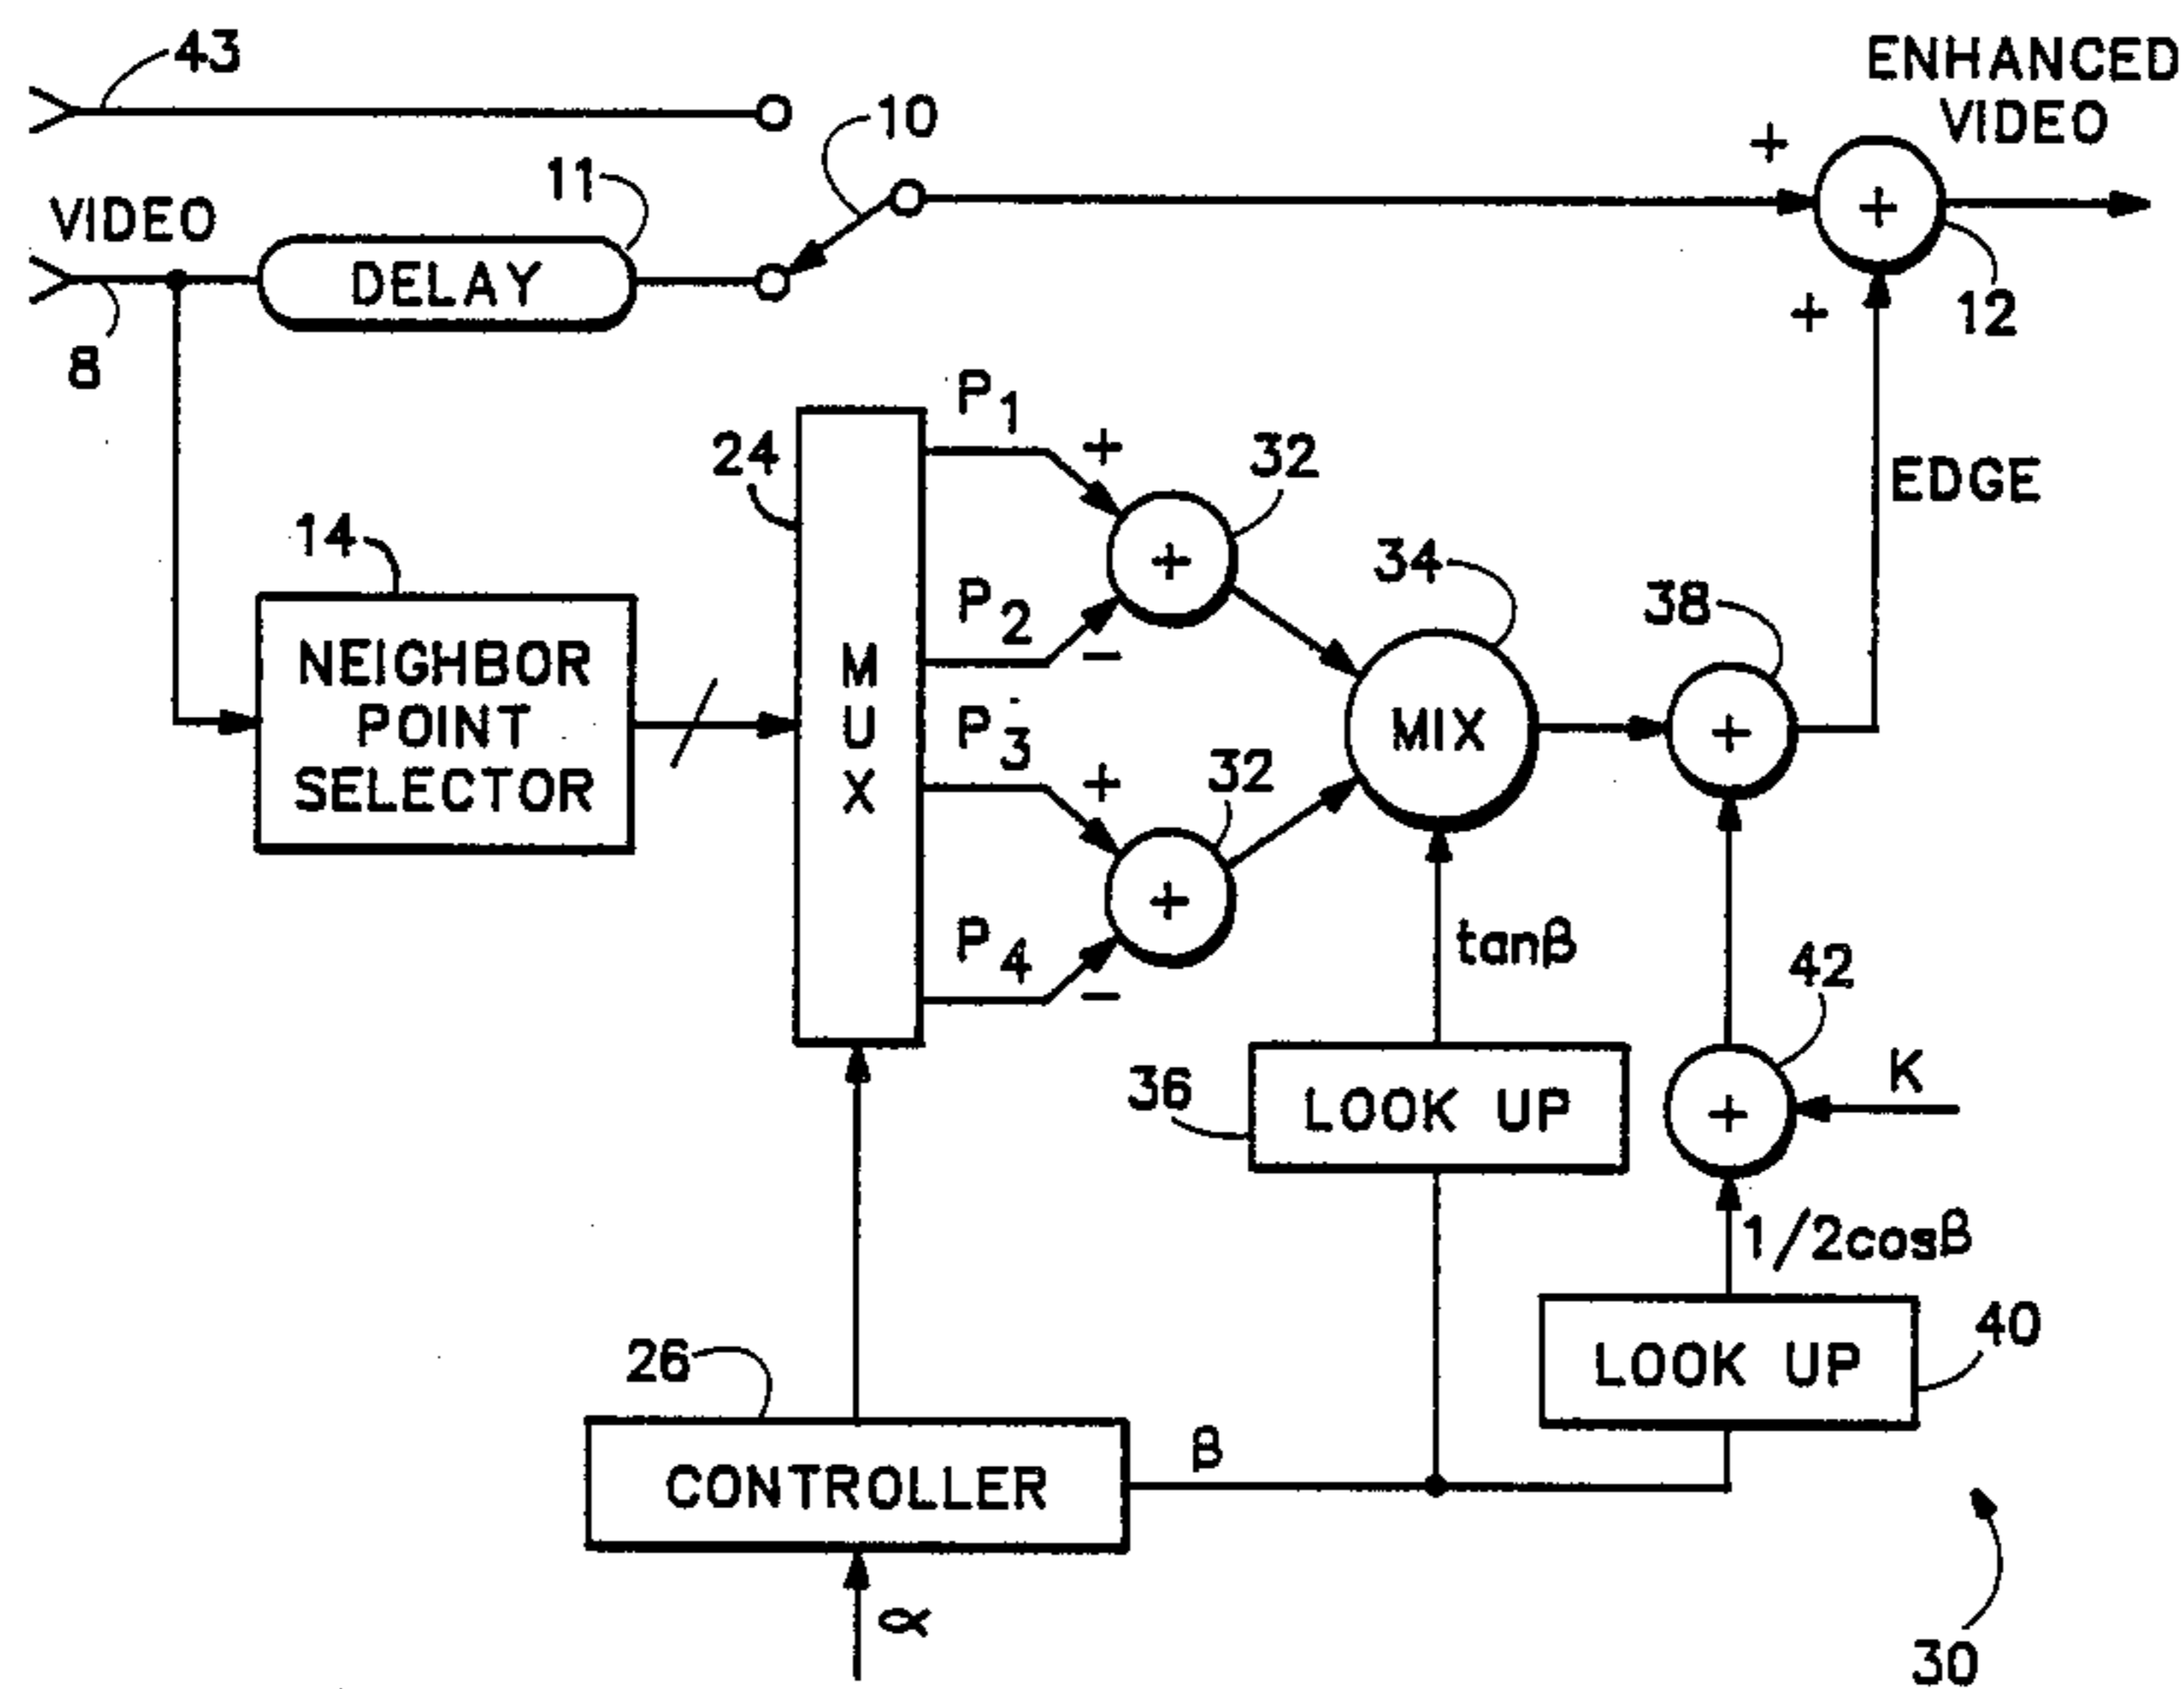 43
ENHANCED
VIDEO
10
+
11
VIDEO
+
DELAY
+
12
8
P1
24
+
32
EDGE
14
+
P2
34
38
NEIGHBOR
POINT
SELECTOR
−
M
U
X
P3
MIX
+
+
32
+
P4
tanβ
−
42
K
36
LOOK UP
+
1/2cosβ
26
40
LOOK UP
β
CONTROLLER
α
30